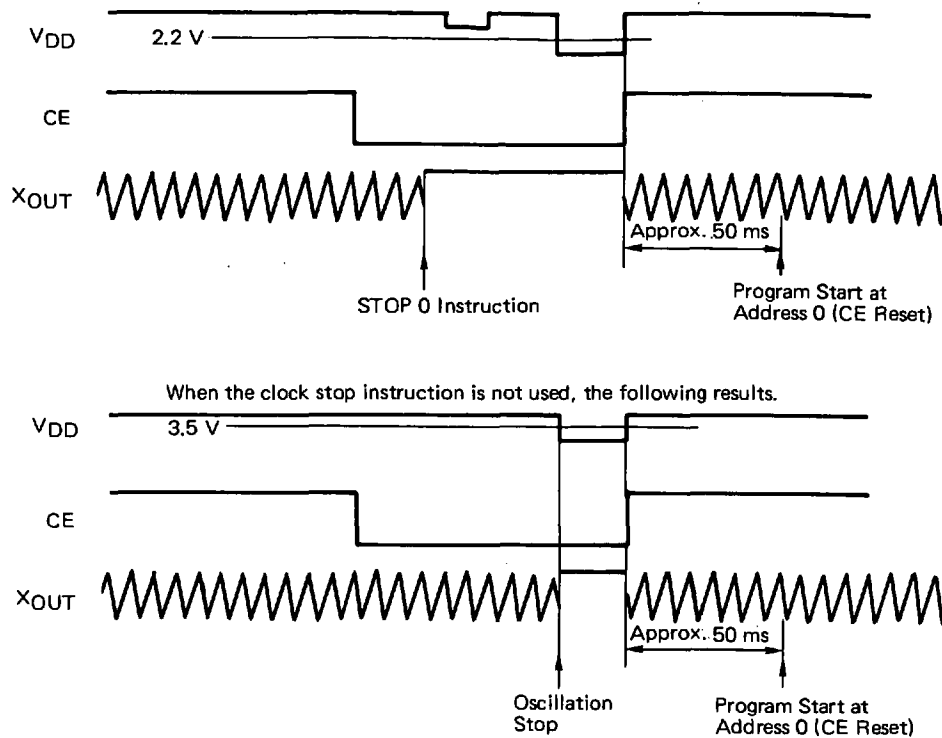 VDD
2.2 V
CE
XOUT
Approx. 50 ms
STOP 0 Instruction
Program Start at
Address 0 (CE Reset)
When the clock stop instruction is not used, the following results.
VDD
3.5 V
CE
XOUT
Approx. 50 ms
Oscillation
Stop
Program Start at
Address 0 (CE Reset)